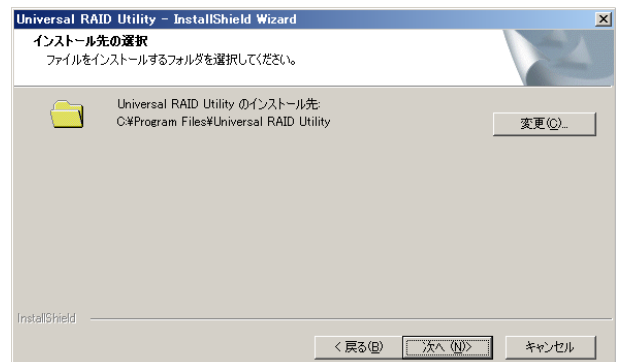 Universal RAID Utility - InstallShield Wizard
インストール先の選択
ファイルをインストールするフォルダを選択してください。
Universal RAID Utility のインストール先:
C:¥Program Files¥Universal RAID Utility
変更(C)...
InstallShield
< 戻る(B)
次へ (N)>
キャンセル